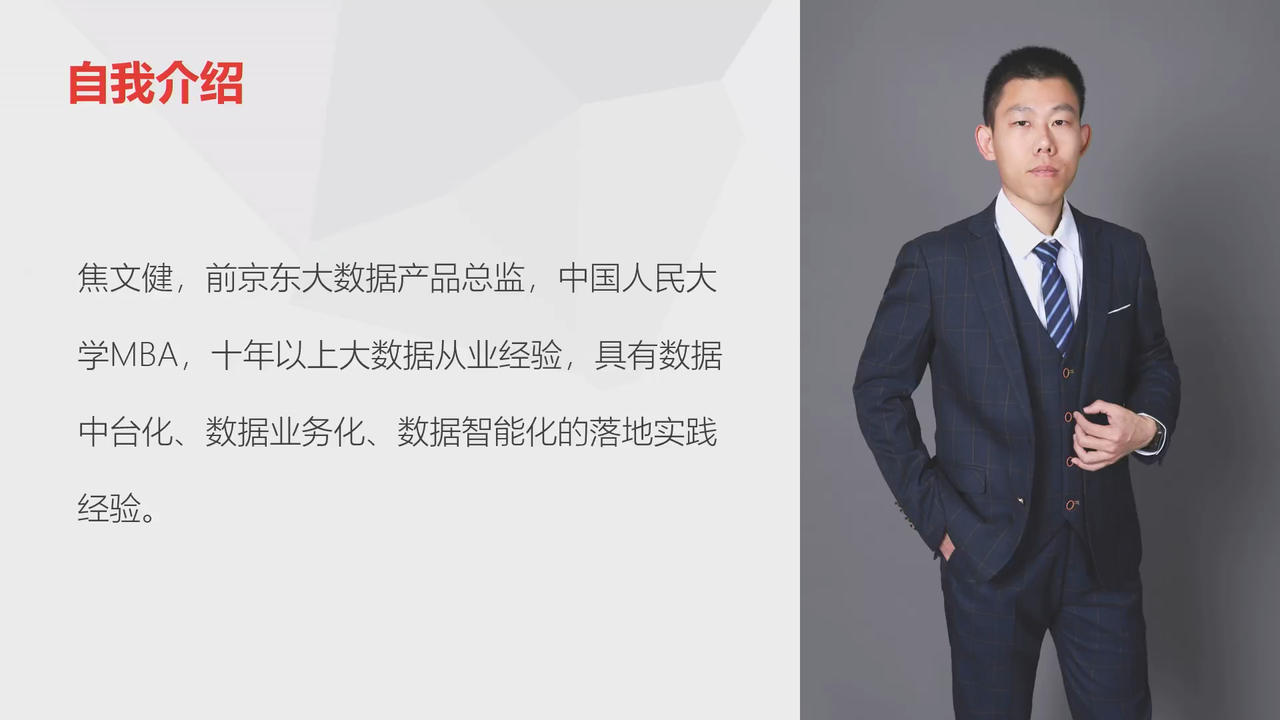 自我介绍
焦文健，前京东大数据产品总监，中国人民大
学MBA，十年以上大数据从业经验，具有数据
中台化、数据业务化、数据智能化的落地实践
经验。